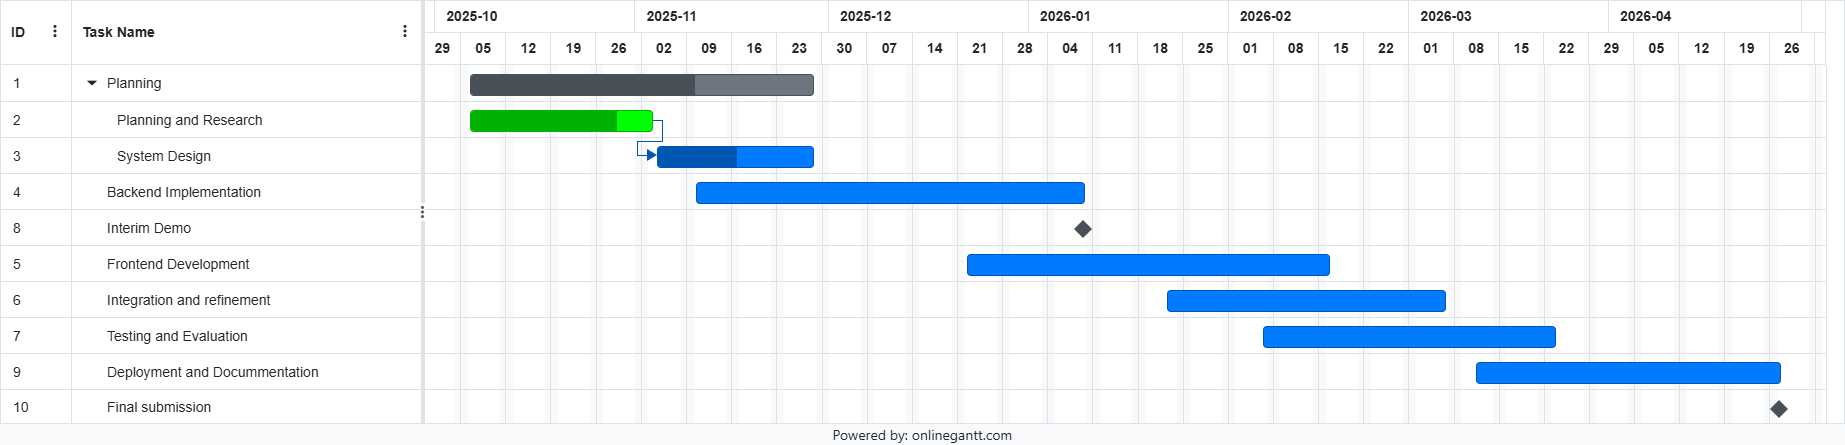 ID Task Name 2025-10 2025-11 2025-12 2026-01 2026-02 2026-03 2026-04
29 05 12 19 26 02 09 16 23 30 07 14 21 28 04 11 18 25 01 08 15 22 01 08 15 22 29 05 12 19 26
1 Planning
2 Planning and Research
3 System Design
4 Backend Implementation
8 Interim Demo
5 Frontend Development
6 Integration and refinement
7 Testing and Evaluation
9 Deployment and Docummentation
10 Final submission
Powered by: onlinegantt.com